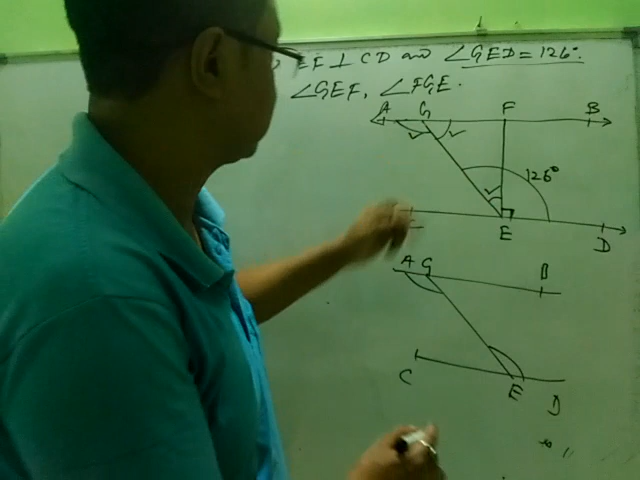 EF ⊥ CD and ∠GED = 126°.
∠GEF, ∠FGE.
A G F B
126°
E D
A G B
C E D